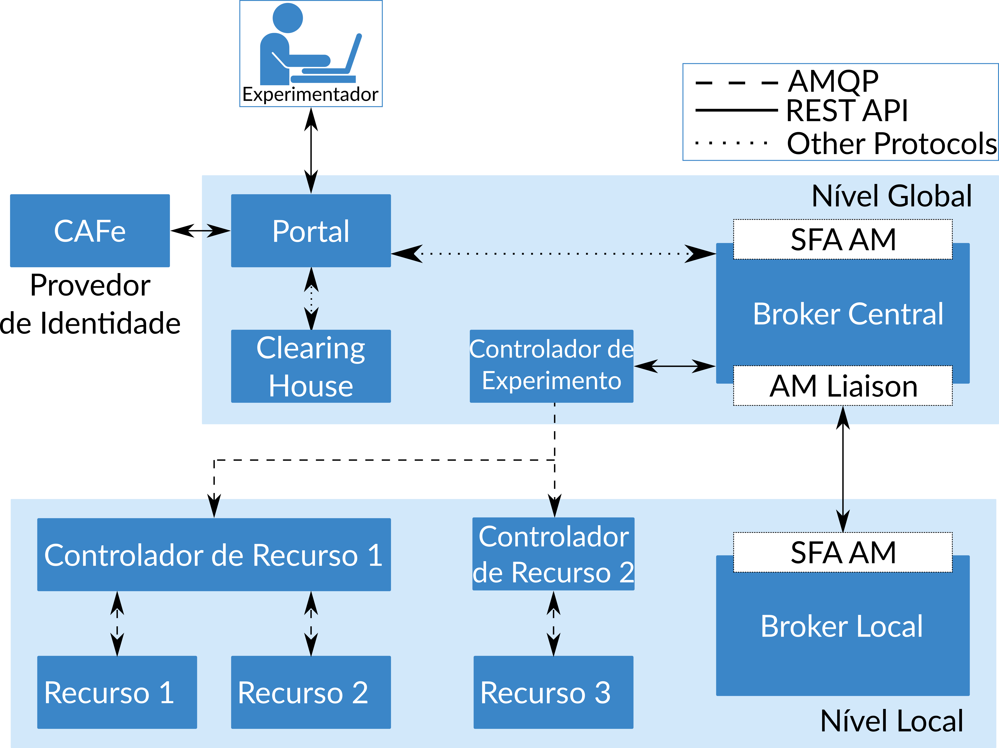 Experimentador
AMQP
REST API
Other Protocols
Nível Global
CAFe
Provedor
de Identidade
Portal
SFA AM
Broker Central
AM Liaison
Clearing
House
Controlador de
Experimento
Controlador de Recurso 1
Controlador
de Recurso 2
SFA AM
Broker Local
Recurso 1
Recurso 2
Recurso 3
Nível Local